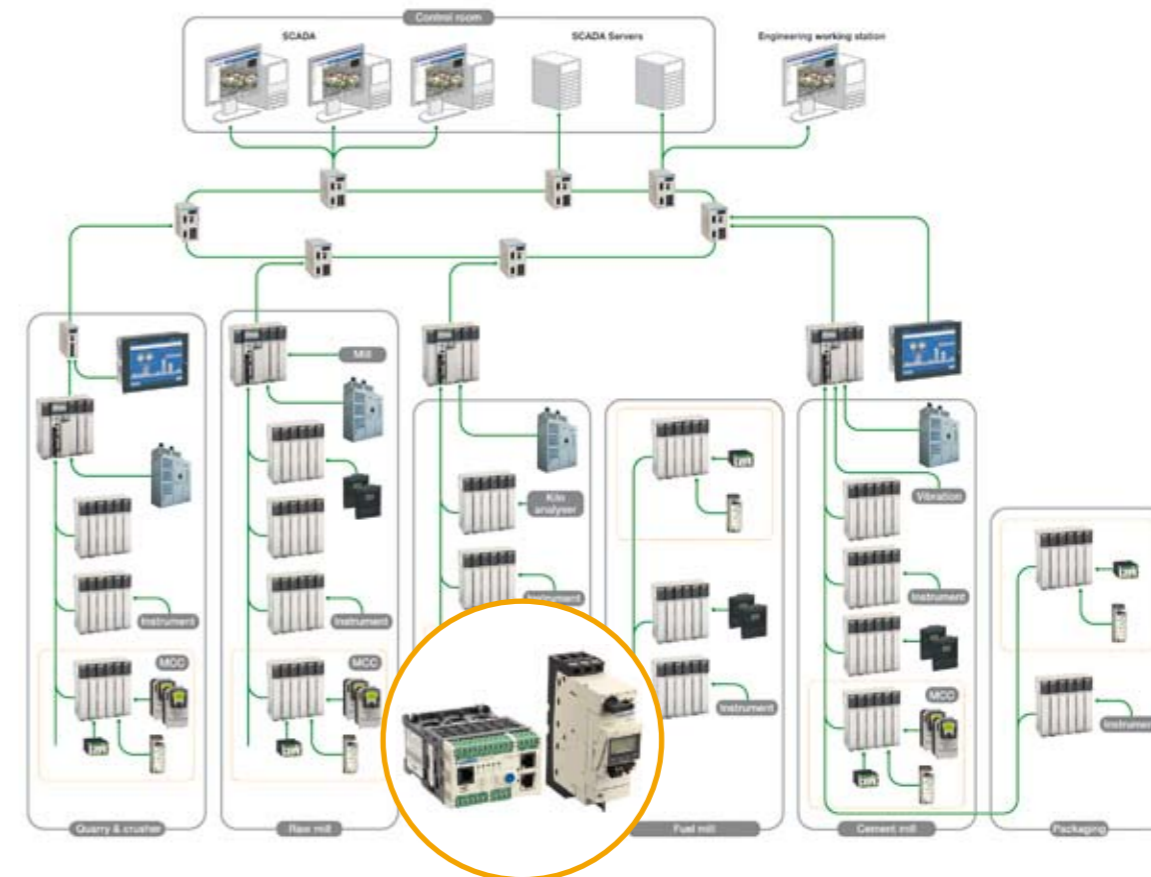 Control room
SCADA
SCADA Servers
Engineering working station
Mill
Kiln
analyser
Vibration
Instrument
Instrument
Instrument
Instrument
Instrument
Instrument
MCC
MCC
MCC
Quarry & crusher
Raw mill
Fuel mill
Cement mill
Packaging